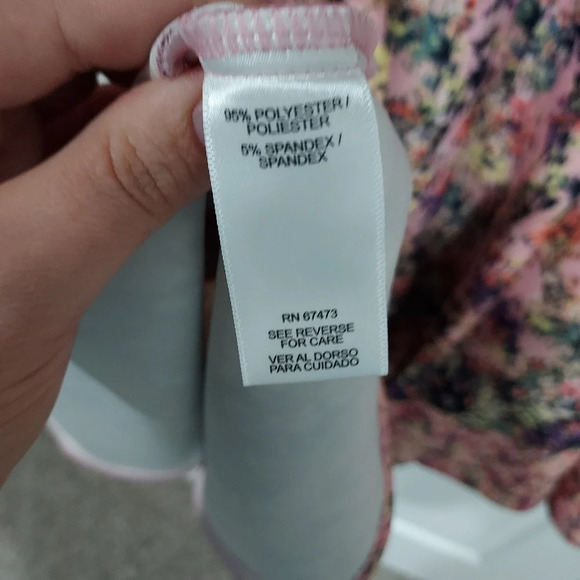 95% POLYESTER /
POLIESTER
5% SPANDEX /
SPANDEX
RN 67473
SEE REVERSE
FOR CARE
VER AL DORSO
PARA CUIDADO